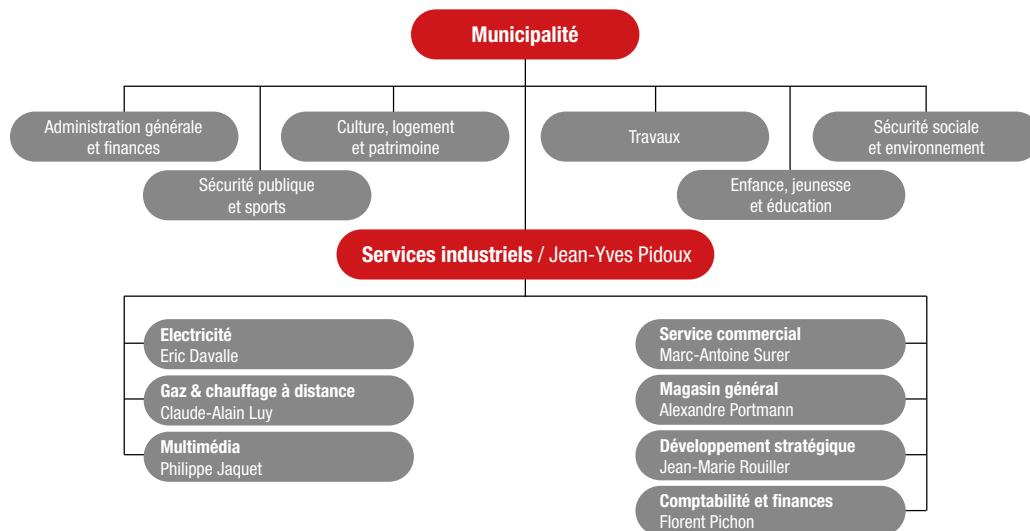 Municipalité
Administration générale
et finances
Culture, logement
et patrimoine
Travaux
Sécurité sociale
et environnement
Sécurité publique
et sports
Enfance, jeunesse
et éducation
Services industriels / Jean-Yves Pidoux
Electricité
Eric Davalle
Gaz & chauffage à distance
Claude-Alain Luy
Multimédia
Philippe Jaquet
Service commercial
Marc-Antoine Surer
Magasin général
Alexandre Portmann
Développement stratégique
Jean-Marie Rouiller
Comptabilité et finances
Florent Pichon